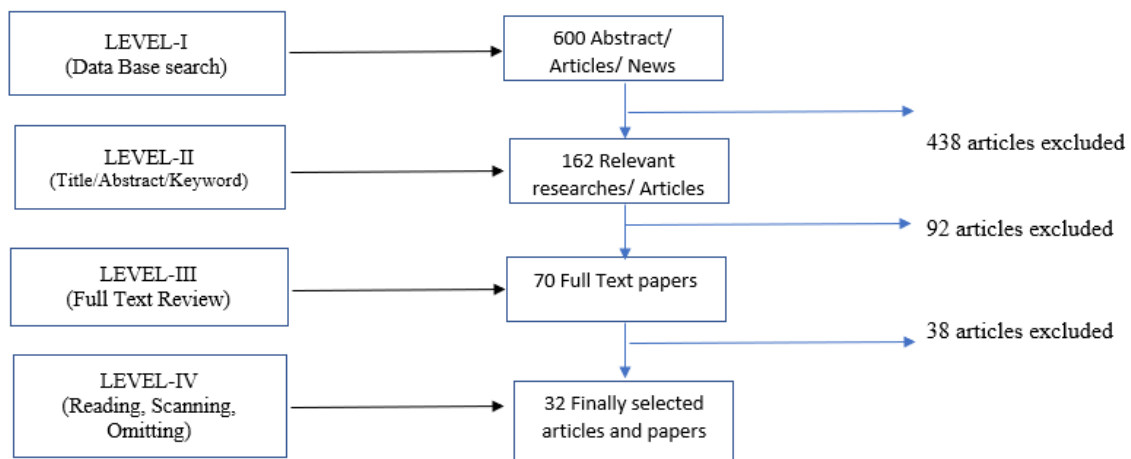 LEVEL-I
(Data Base search)
600 Abstract/
Articles/ News
438 articles excluded
LEVEL-II
(Title/Abstract/Keyword)
162 Relevant
researches/ Articles
92 articles excluded
LEVEL-III
(Full Text Review)
70 Full Text papers
38 articles excluded
LEVEL-IV
(Reading, Scanning,
Omitting)
32 Finally selected
articles and papers